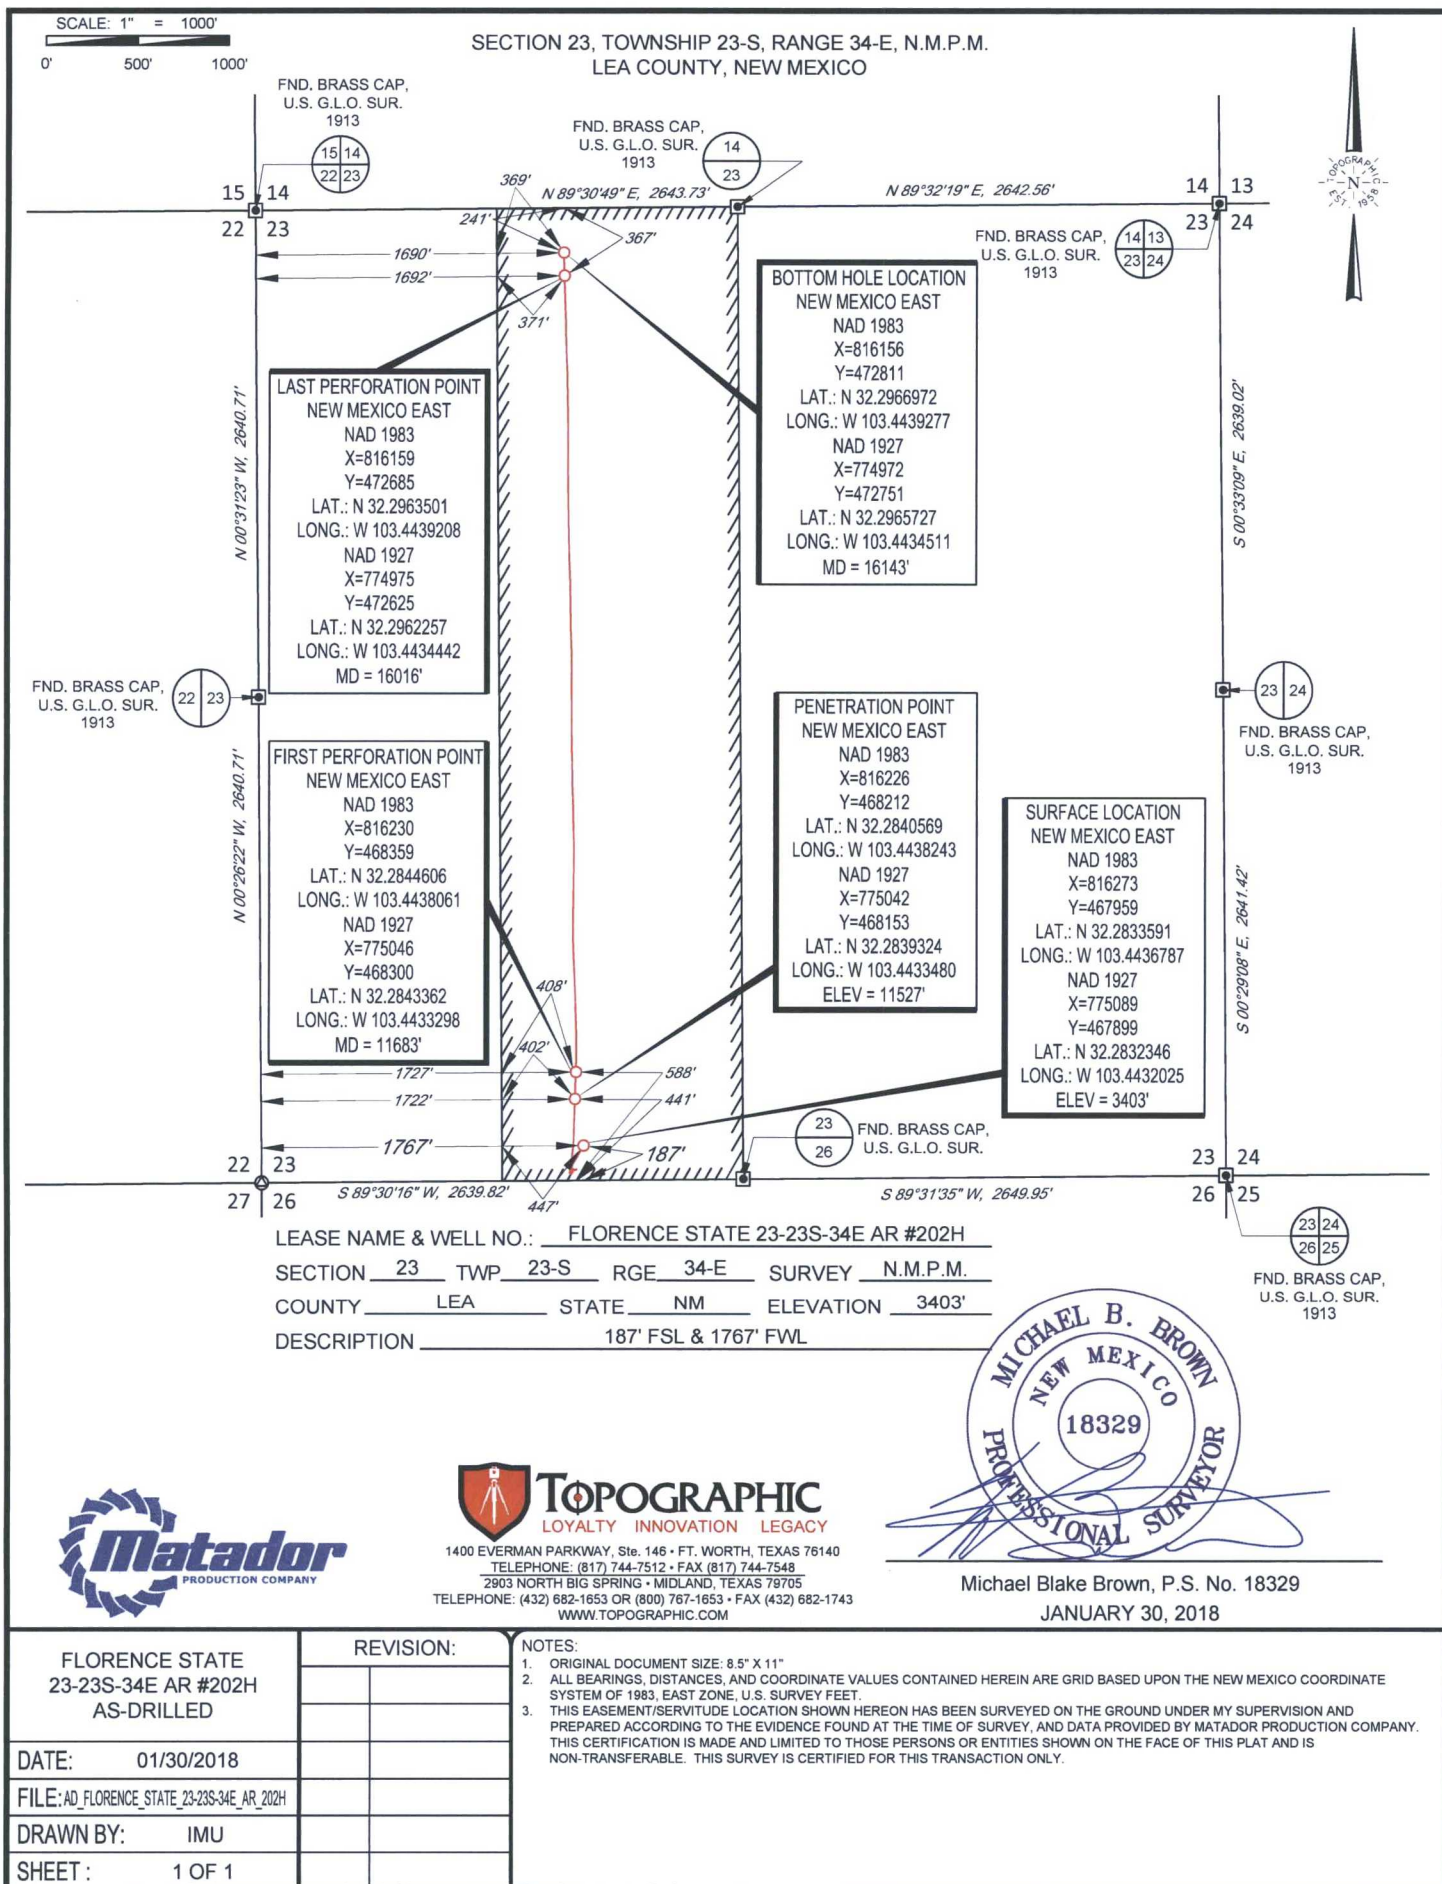 SCALE: 1" = 1000'
0' 500' 1000'
SECTION 23, TOWNSHIP 23-S, RANGE 34-E, N.M.P.M.
LEA COUNTY, NEW MEXICO
FND. BRASS CAP,
U.S. G.L.O. SUR.
1913
15 14
22 23
FND. BRASS CAP,
U.S. G.L.O. SUR.
1913
14
23
TOPOGRAPHIC
N
EST. 1958
15 14
22 23
369'
N 89°30'49" E, 2643.73'
N 89°32'19" E, 2642.56'
14 13
23 24
241'
367'
FND. BRASS CAP,
U.S. G.L.O. SUR.
1913
14 13
23 24
1690'
1692'
371'
BOTTOM HOLE LOCATION
NEW MEXICO EAST
NAD 1983
X=816156
Y=472811
LAT.: N 32.2966972
LONG.: W 103.4439277
NAD 1927
X=774972
Y=472751
LAT.: N 32.2965727
LONG.: W 103.4434511
MD = 16143'
LAST PERFORATION POINT
NEW MEXICO EAST
NAD 1983
X=816159
Y=472685
LAT.: N 32.2963501
LONG.: W 103.4439208
NAD 1927
X=774975
Y=472625
LAT.: N 32.2962257
LONG.: W 103.4434442
MD = 16016'
N 00°31'23" W, 2640.71'
S 00°33'09" E, 2639.02'
FND. BRASS CAP,
U.S. G.L.O. SUR.
1913
22 23
23 24
FND. BRASS CAP,
U.S. G.L.O. SUR.
1913
FIRST PERFORATION POINT
NEW MEXICO EAST
NAD 1983
X=816230
Y=468359
LAT.: N 32.2844606
LONG.: W 103.4438061
NAD 1927
X=775046
Y=468300
LAT.: N 32.2843362
LONG.: W 103.4433298
MD = 11683'
PENETRATION POINT
NEW MEXICO EAST
NAD 1983
X=816226
Y=468212
LAT.: N 32.2840569
LONG.: W 103.4438243
NAD 1927
X=775042
Y=468153
LAT.: N 32.2839324
LONG.: W 103.4433480
ELEV = 11527'
SURFACE LOCATION
NEW MEXICO EAST
NAD 1983
X=816273
Y=467959
LAT.: N 32.2833591
LONG.: W 103.4436787
NAD 1927
X=775089
Y=467899
LAT.: N 32.2832346
LONG.: W 103.4432025
ELEV = 3403'
N 00°26'22" W, 2640.71'
S 00°29'08" E, 2641.42'
408'
402'
1727'
588'
1722'
441'
1767'
187'
23
26
FND. BRASS CAP,
U.S. G.L.O. SUR.
22 23
27 26
S 89°30'16" W, 2639.82'
447'
S 89°31'35" W, 2649.95'
23 24
26 25
23 24
26 25
FND. BRASS CAP,
U.S. G.L.O. SUR.
1913
LEASE NAME & WELL NO.: FLORENCE STATE 23-23S-34E AR #202H
SECTION 23 TWP 23-S RGE 34-E SURVEY N.M.P.M.
COUNTY LEA STATE NM ELEVATION 3403'
DESCRIPTION 187' FSL & 1767' FWL
MICHAEL B. BROWN
NEW MEXICO
18329
PROFESSIONAL SURVEYOR
Matador
PRODUCTION COMPANY
TOPOGRAPHIC
LOYALTY INNOVATION LEGACY
1400 EVERMAN PARKWAY, Ste. 146 • FT. WORTH, TEXAS 76140
TELEPHONE: (817) 744-7512 • FAX (817) 744-7548
2903 NORTH BIG SPRING • MIDLAND, TEXAS 79705
TELEPHONE: (432) 682-1653 OR (800) 767-1653 • FAX (432) 682-1743
WWW.TOPOGRAPHIC.COM
Michael Blake Brown, P.S. No. 18329
JANUARY 30, 2018
FLORENCE STATE
23-23S-34E AR #202H
AS-DRILLED
DATE: 01/30/2018
FILE: AD_FLORENCE_STATE_23-23S-34E_AR_202H
DRAWN BY: IMU
SHEET : 1 OF 1
REVISION:
NOTES:
1. ORIGINAL DOCUMENT SIZE: 8.5" X 11"
2. ALL BEARINGS, DISTANCES, AND COORDINATE VALUES CONTAINED HEREIN ARE GRID BASED UPON THE NEW MEXICO COORDINATE
SYSTEM OF 1983, EAST ZONE, U.S. SURVEY FEET.
3. THIS EASEMENT/SERVITUDE LOCATION SHOWN HEREON HAS BEEN SURVEYED ON THE GROUND UNDER MY SUPERVISION AND
PREPARED ACCORDING TO THE EVIDENCE FOUND AT THE TIME OF SURVEY, AND DATA PROVIDED BY MATADOR PRODUCTION COMPANY.
THIS CERTIFICATION IS MADE AND LIMITED TO THOSE PERSONS OR ENTITIES SHOWN ON THE FACE OF THIS PLAT AND IS
NON-TRANSFERABLE. THIS SURVEY IS CERTIFIED FOR THIS TRANSACTION ONLY.